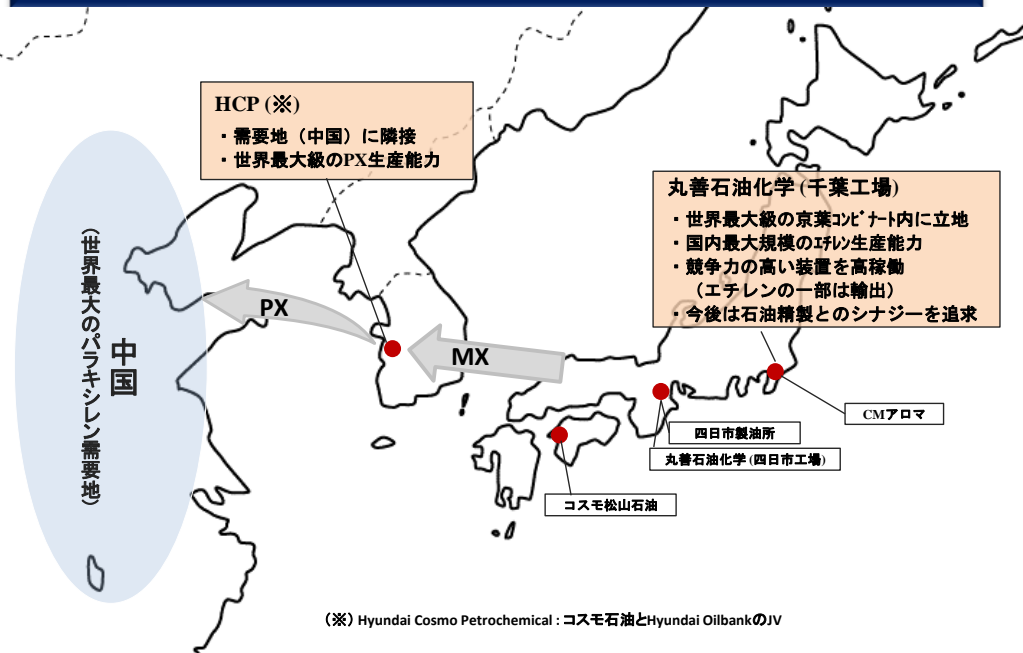 HCP (※)
・需要地（中国）に隣接
・世界最大級のPX生産能力
丸善石油化学 (千葉工場)
・世界最大級の京葉ｺﾝﾋﾞﾅｰﾄ内に立地
・国内最大規模のｴﾁﾚﾝ生産能力
・競争力の高い装置を高稼働
（エチレンの一部は輸出）
・今後は石油精製とのシナジーを追求
中国
（世界最大のパラキシレン需要地）
PX
MX
CMアロマ
四日市製油所
丸善石油化学 (四日市工場)
コスモ松山石油
（※） Hyundai Cosmo Petrochemical : コスモ石油とHyundai OilbankのJV